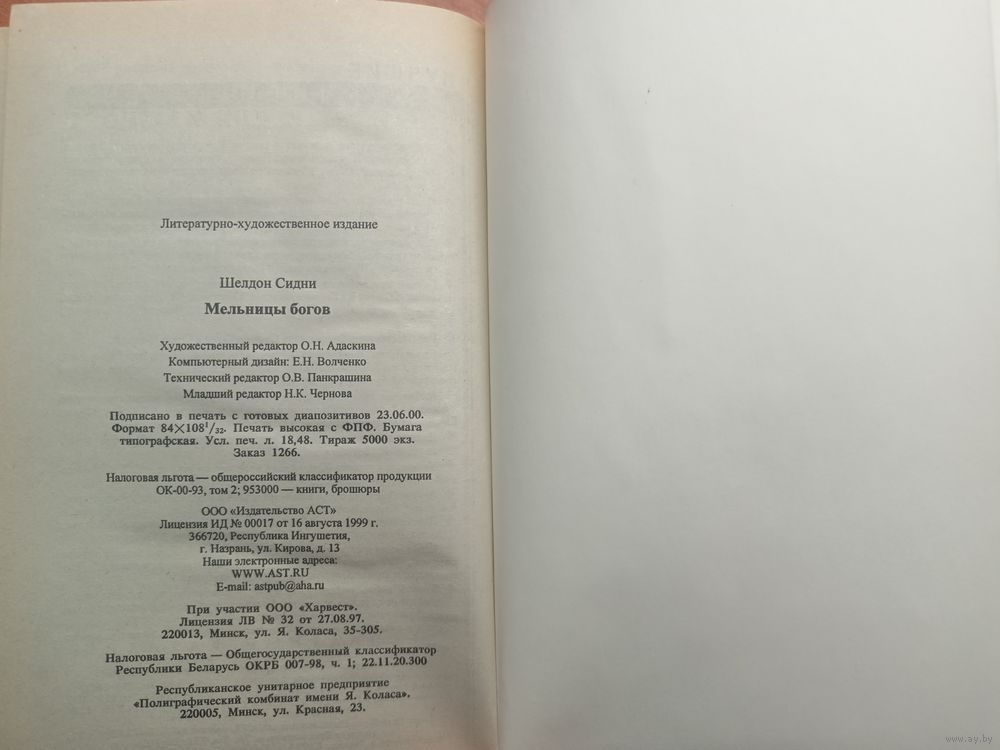 Литературно-художественное издание
Шелдон Сидни
Мельницы богов
Художественный редактор О.Н. Адаскина
Компьютерный дизайн: Е.Н. Волченко
Технический редактор О.В. Панкрашина
Младший редактор Н.К. Чернова
Подписано в печать с готовых диапозитивов 23.06.00.
Формат 84×108¹/₃₂. Печать высокая с ФПФ. Бумага
типографская. Усл. печ. л. 18,48. Тираж 5000 экз.
Заказ 1266.
Налоговая льгота — общероссийский классификатор продукции
ОК-00-93, том 2; 953000 — книги, брошюры
ООО «Издательство АСТ»
Лицензия ИД № 00017 от 16 августа 1999 г.
366720, Республика Ингушетия,
г. Назрань, ул. Кирова, д. 13
Наши электронные адреса:
WWW.AST.RU
E-mail: astpub@aha.ru
При участии ООО «Харвест».
Лицензия ЛВ № 32 от 27.08.97.
220013, Минск, ул. Я. Коласа, 35-305.
Налоговая льгота — Общегосударственный классификатор
Республики Беларусь ОКРБ 007-98, ч. 1; 22.11.20.300
Республиканское унитарное предприятие
«Полиграфический комбинат имени Я. Коласа».
220005, Минск, ул. Красная, 23.
www.ay.by